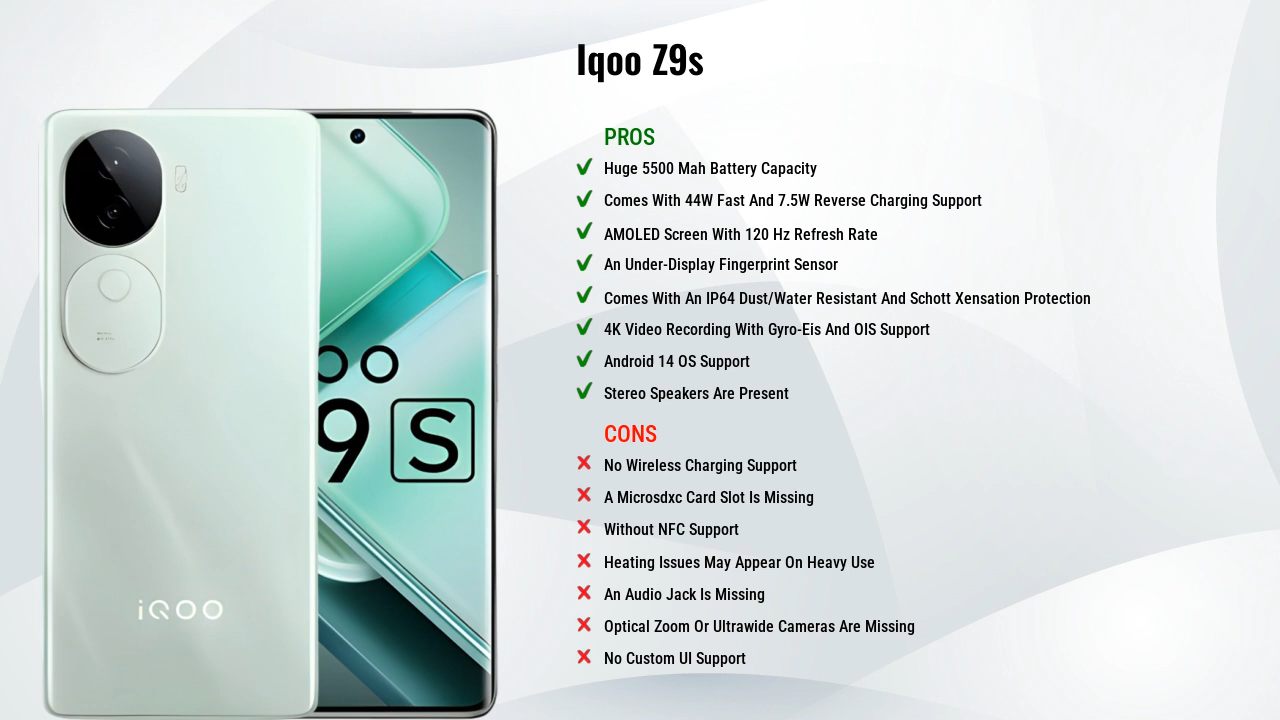 Iqoo Z9s
PROS
Huge 5500 Mah Battery Capacity
Comes With 44W Fast And 7.5W Reverse Charging Support
AMOLED Screen With 120 Hz Refresh Rate
An Under-Display Fingerprint Sensor
Comes With An IP64 Dust/Water Resistant And Schott Xensation Protection
4K Video Recording With Gyro-Eis And OIS Support
Android 14 OS Support
Stereo Speakers Are Present
CONS
No Wireless Charging Support
A Microsdxc Card Slot Is Missing
Without NFC Support
Heating Issues May Appear On Heavy Use
An Audio Jack Is Missing
Optical Zoom Or Ultrawide Cameras Are Missing
No Custom UI Support
oo
9S
iQOO